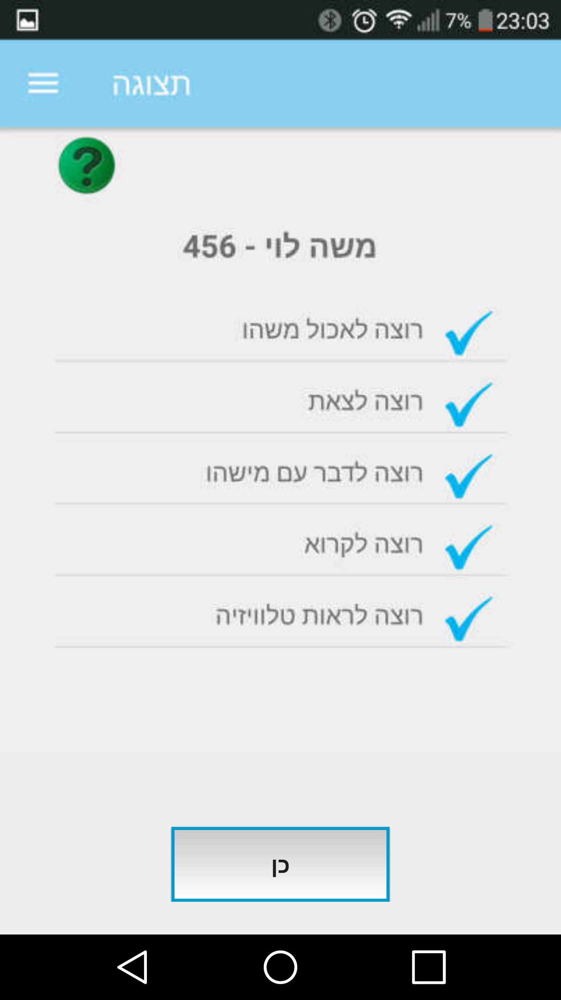 7% 23:03
תצוגה
?
משה לוי - 456
רוצה לאכול משהו
רוצה לצאת
רוצה לדבר עם מישהו
רוצה לקרוא
רוצה לראות טלוויזיה
כן